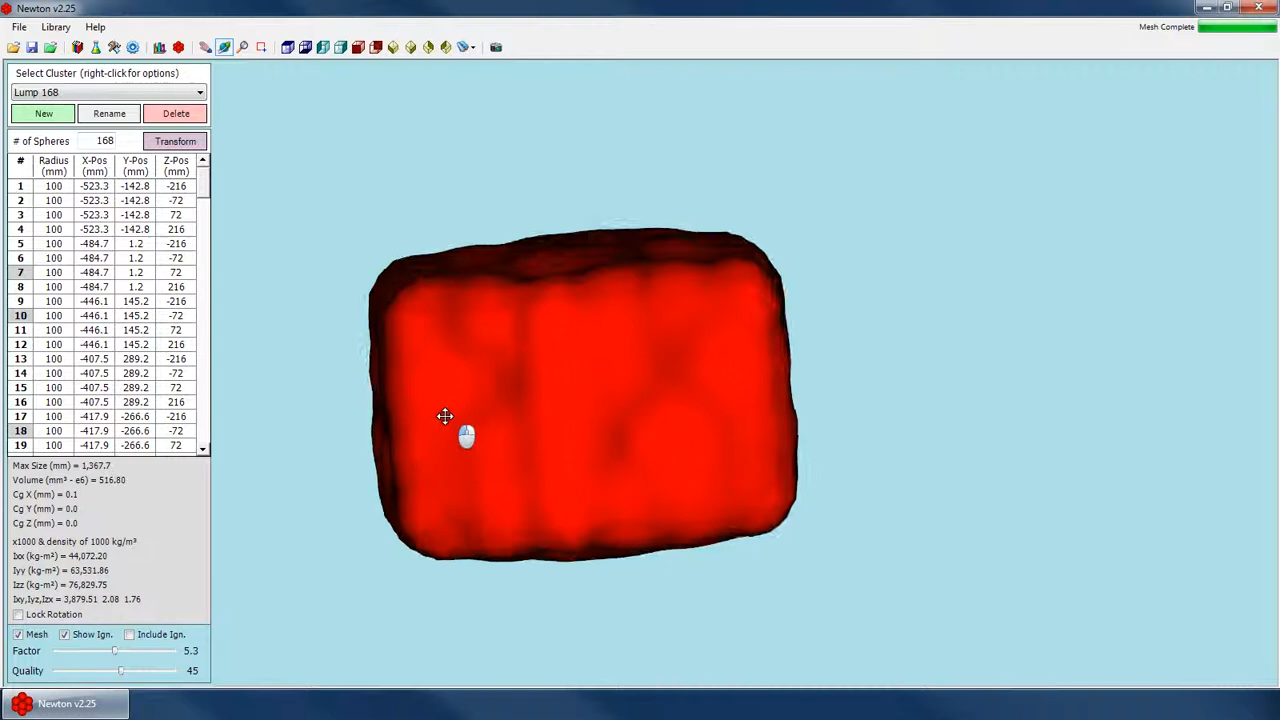 Newton v2.25
File Library Help
Mesh Complete
Select Cluster (right-click for options)
Lump 168
New Rename Delete
# of Spheres 168 Transform
# Radius (mm) X-Pos (mm) Y-Pos (mm) Z-Pos (mm)
1 100 -523.3 -142.8 -216
2 100 -523.3 -142.8 -72
3 100 -523.3 -142.8 72
4 100 -523.3 -142.8 216
5 100 -484.7 1.2 -216
6 100 -484.7 1.2 -72
7 100 -484.7 1.2 72
8 100 -484.7 1.2 216
9 100 -446.1 145.2 -216
10 100 -446.1 145.2 -72
11 100 -446.1 145.2 72
12 100 -446.1 145.2 216
13 100 -407.5 289.2 -216
14 100 -407.5 289.2 -72
15 100 -407.5 289.2 72
16 100 -407.5 289.2 216
17 100 -417.9 -266.6 -216
18 100 -417.9 -266.6 -72
19 100 -417.9 -266.6 72
Max Size (mm) = 1,367.7
Volume (mm³ - e6) = 516.80
Cg X (mm) = 0.1
Cg Y (mm) = 0.0
Cg Z (mm) = 0.0
x1000 & density of 1000 kg/m³
Ixx (kg-m²) = 44,072.20
Iyy (kg-m²) = 63,531.86
Izz (kg-m²) = 76,829.75
Ixy,Iyz,Izx = 3,879.51 2.08 1.76
Lock Rotation
Mesh Show Ign. Include Ign.
Factor 5.3
Quality 45
Newton v2.25